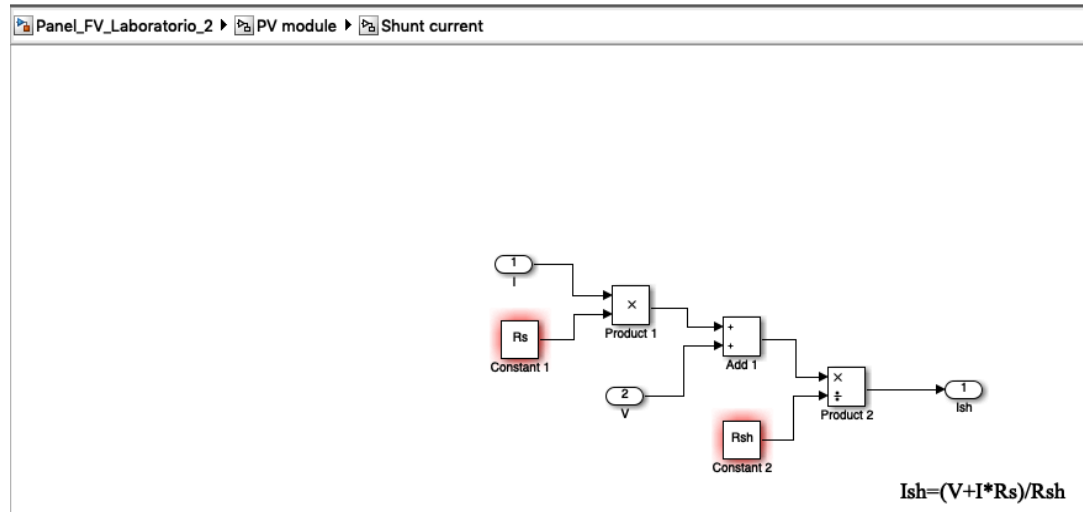 Panel_FV_Laboratorio_2 PV module Shunt current
1
I
×
Product 1
Rs
Constant 1
+
+
Add 1
2
V
×
÷
Product 2
1
Ish
Rsh
Constant 2
Ish=(V+I*Rs)/Rsh